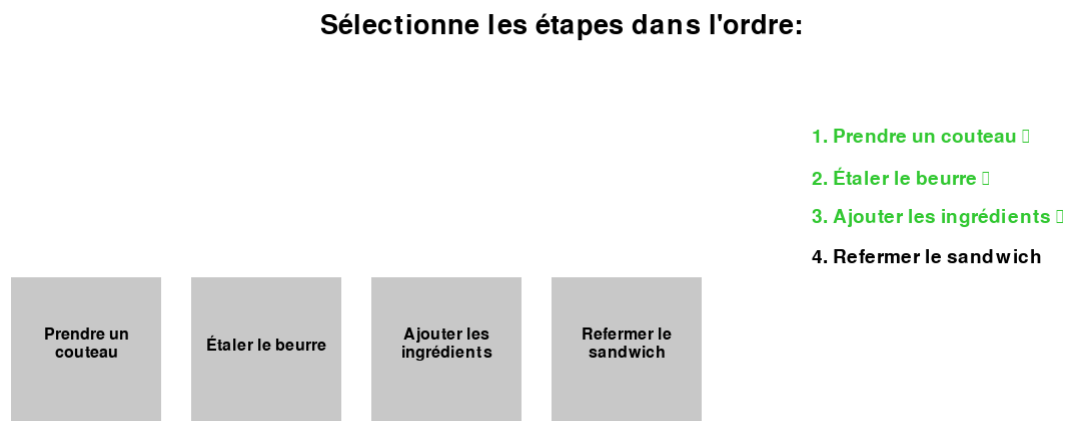 Sélectionne les étapes dans l'ordre:
1. Prendre un couteau
2. Étaler le beurre
3. Ajouter les ingrédients
4. Refermer le sandwich
Prendre un
couteau
Étaler le beurre
Ajouter les
ingrédients
Refermer le
sandwich